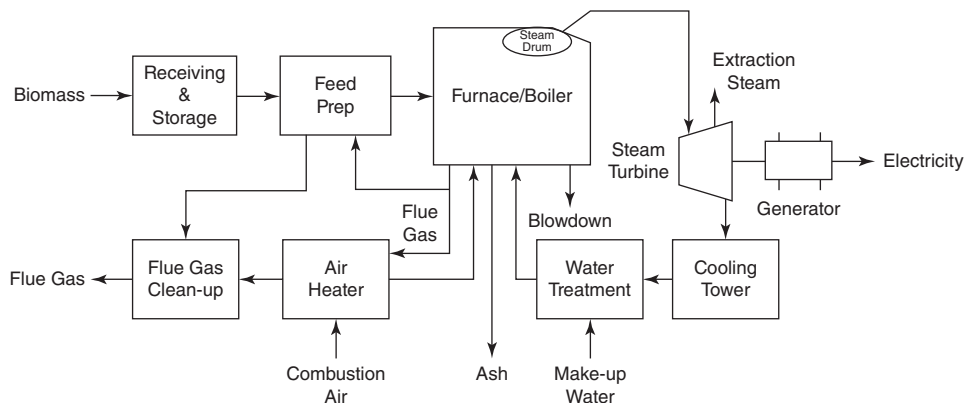 Steam
Drum
Extraction
Steam
Receiving
&
Storage
Feed
Prep
Biomass
Furnace/Boiler
Steam
Turbine
Electricity
Generator
Flue
Gas
Blowdown
Flue Gas
Flue Gas
Clean-up
Air
Heater
Water
Treatment
Cooling
Tower
Combustion
Air
Ash
Make-up
Water